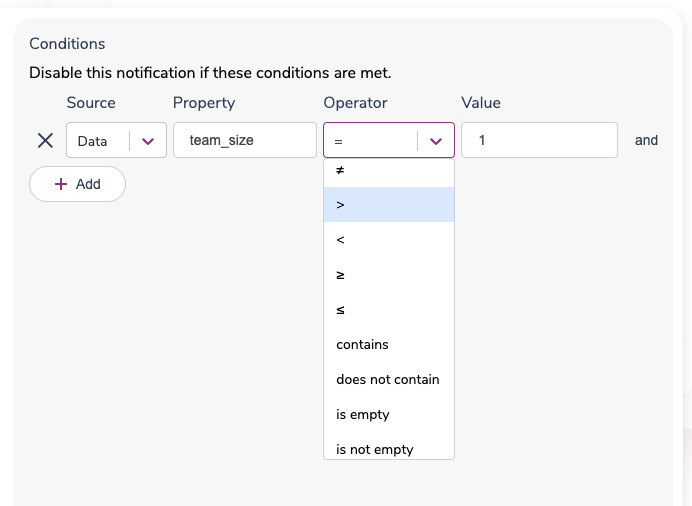 Conditions
Disable this notification if these conditions are met.
Source Property Operator Value
Data team_size = 1 and
+ Add
≠
>
<
≥
≤
contains
does not contain
is empty
is not empty